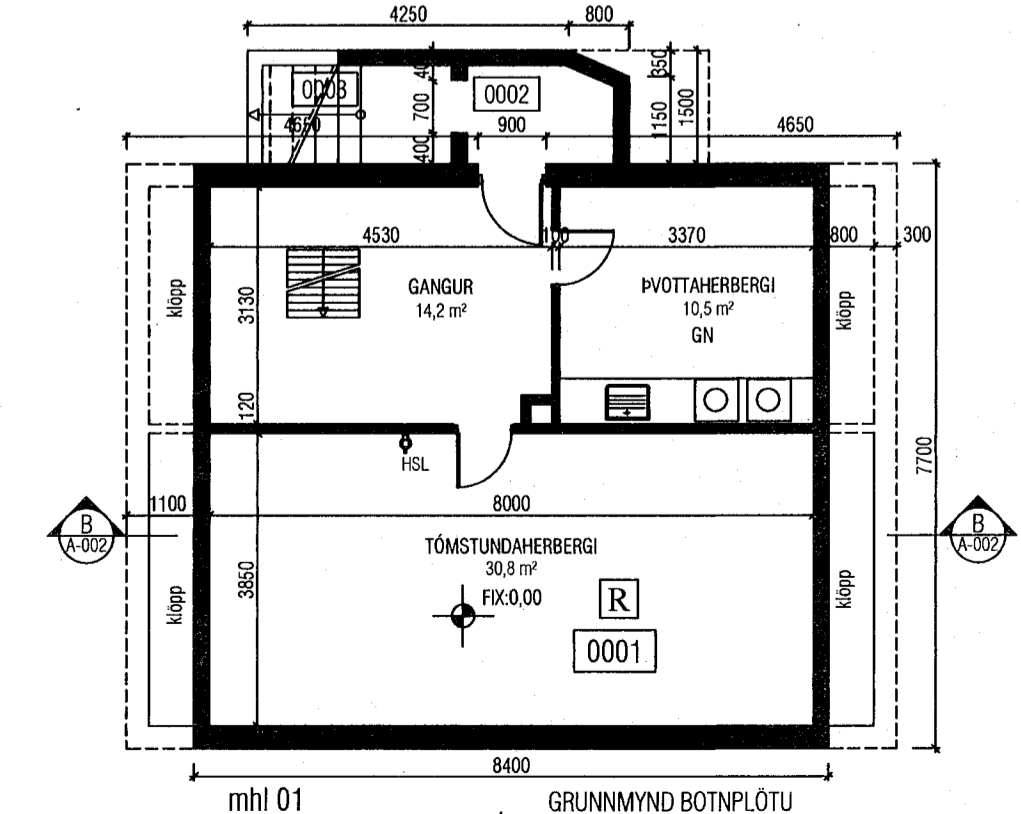 4250
800
0003
0002
40
700
400
350
1150
1500
4650
900
4650
4530
100
3370
800
300
klöpp
3130
GANGUR
14,2 m²
ÞVOTTAHERBERGI
10,5 m²
GN
klöpp
120
HSL
7700
1100
8000
B
A-002
B
A-002
TÓMSTUNDAHERBERGI
30,8 m²
FIX:0,00
R
0001
klöpp
3850
klöpp
8400
mhl 01
GRUNNMYND BOTNPLÖTU